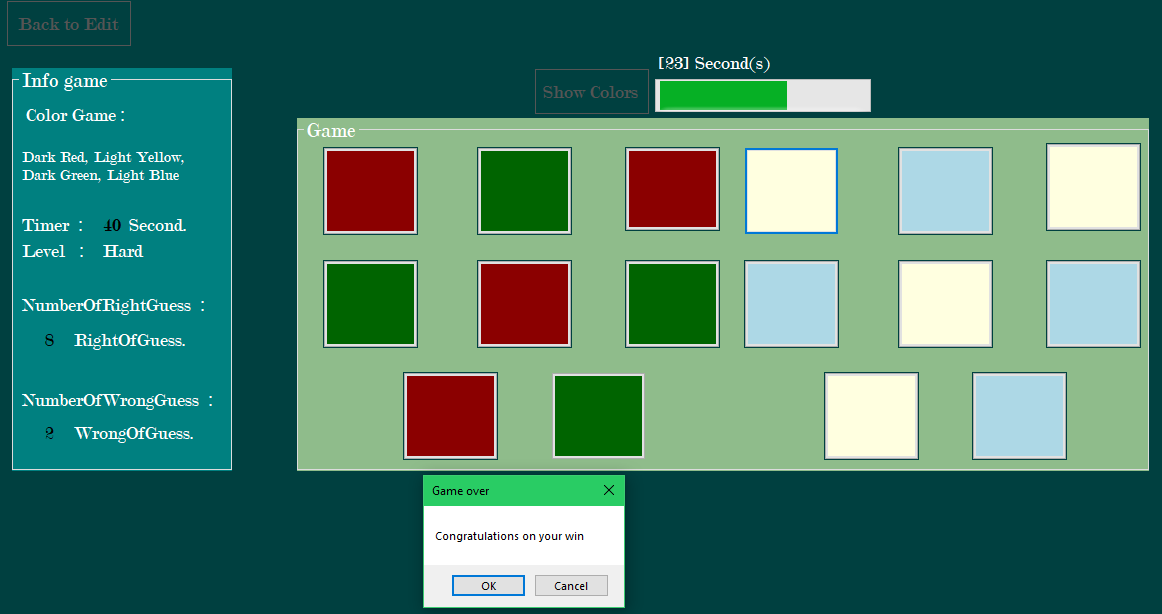 Back to Edit
Info game
Color Game :
Dark Red, Light Yellow,
Dark Green, Light Blue
Timer : 40 Second.
Level : Hard
NumberOfRightGuess :
8 RightOfGuess.
NumberOfWrongGuess :
2 WrongOfGuess.
[23] Second(s)
Show Colors
Game
Game over
Congratulations on your win
OK
Cancel